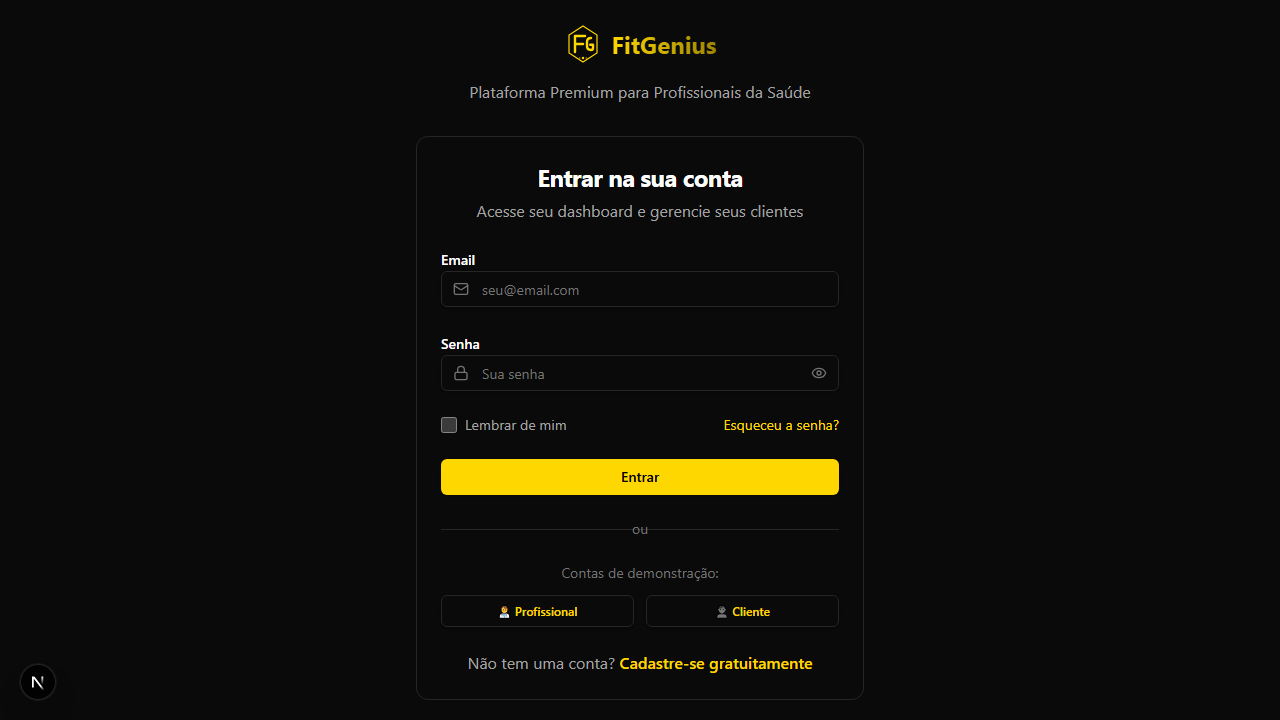 FG FitGenius
Plataforma Premium para Profissionais da Saúde
Entrar na sua conta
Acesse seu dashboard e gerencie seus clientes
Email
seu@email.com
Senha
Sua senha
Lembrar de mim Esqueceu a senha?
Entrar
ou
Contas de demonstração:
Profissional Cliente
Não tem uma conta? Cadastre-se gratuitamente
N